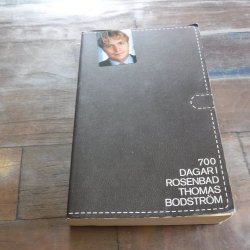 700
DAGAR I
ROSENBAD
THOMAS
BODSTRÖM